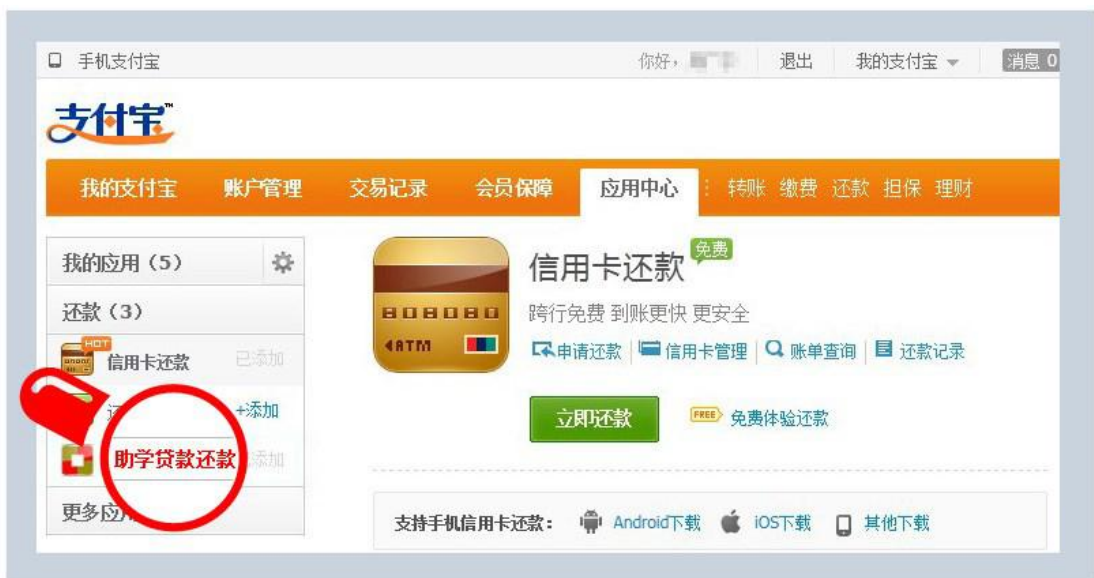 手机支付宝 你好， 退出 我的支付宝 消息 0
支付宝™
我的支付宝 账户管理 交易记录 会员保障 应用中心 转账 缴费 还款 担保 理财
我的应用（5）
还款（3）
HOT
信用卡还款 已添加
+添加
助学贷款还款 添加
更多应
808080
ATM
信用卡还款 免费
跨行免费 到账更快 更安全
申请还款 信用卡管理 账单查询 还款记录
立即还款 FREE 免费体验还款
支持手机信用卡还款： Android下载 iOS下载 其他下载